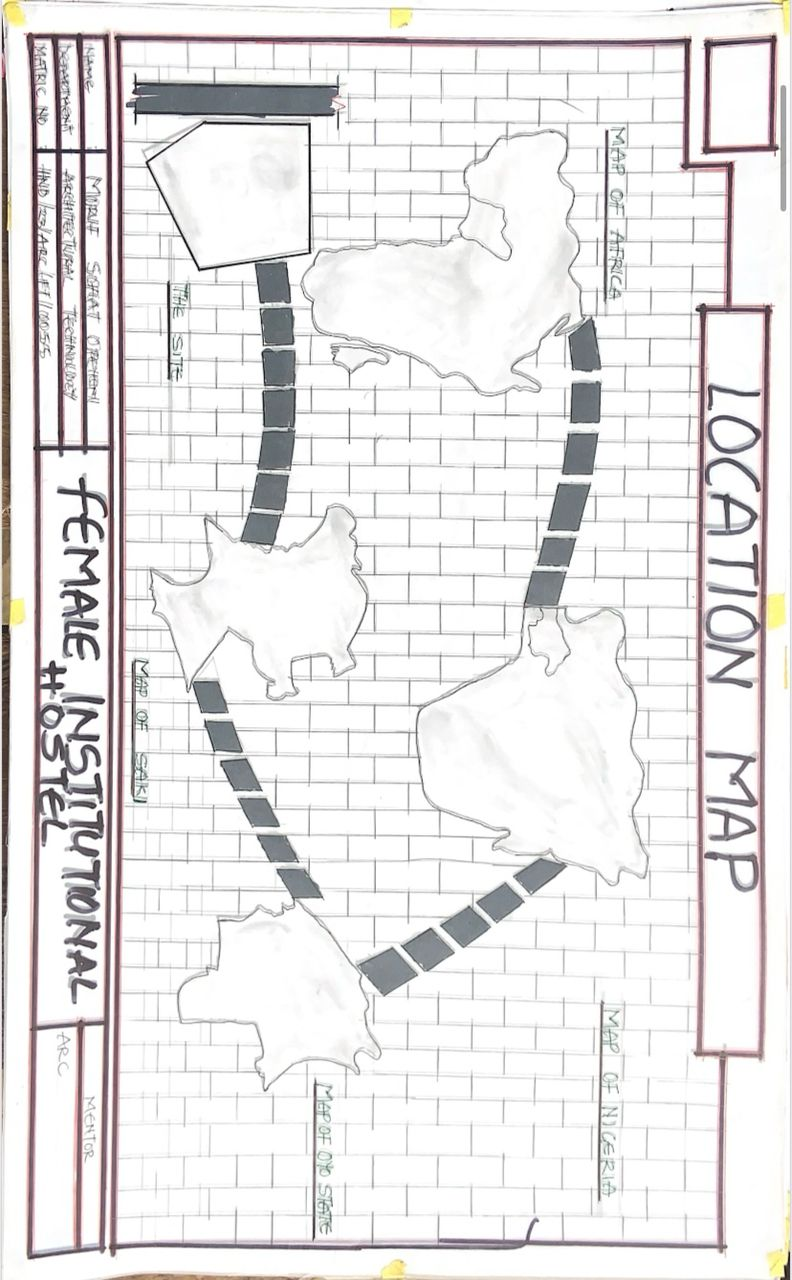 LOCATION MAP
MAP OF AFRICA
MAP OF NIGERIA
THE SITE
MAP OF SAKI
MAP OF OYO STATE
NAME
DEPARTMENT ARCHITECTURAL TECHNOLOGY
MATRIC NO
FEMALE INSTITUTIONAL
HOSTEL
MENTOR
ARC